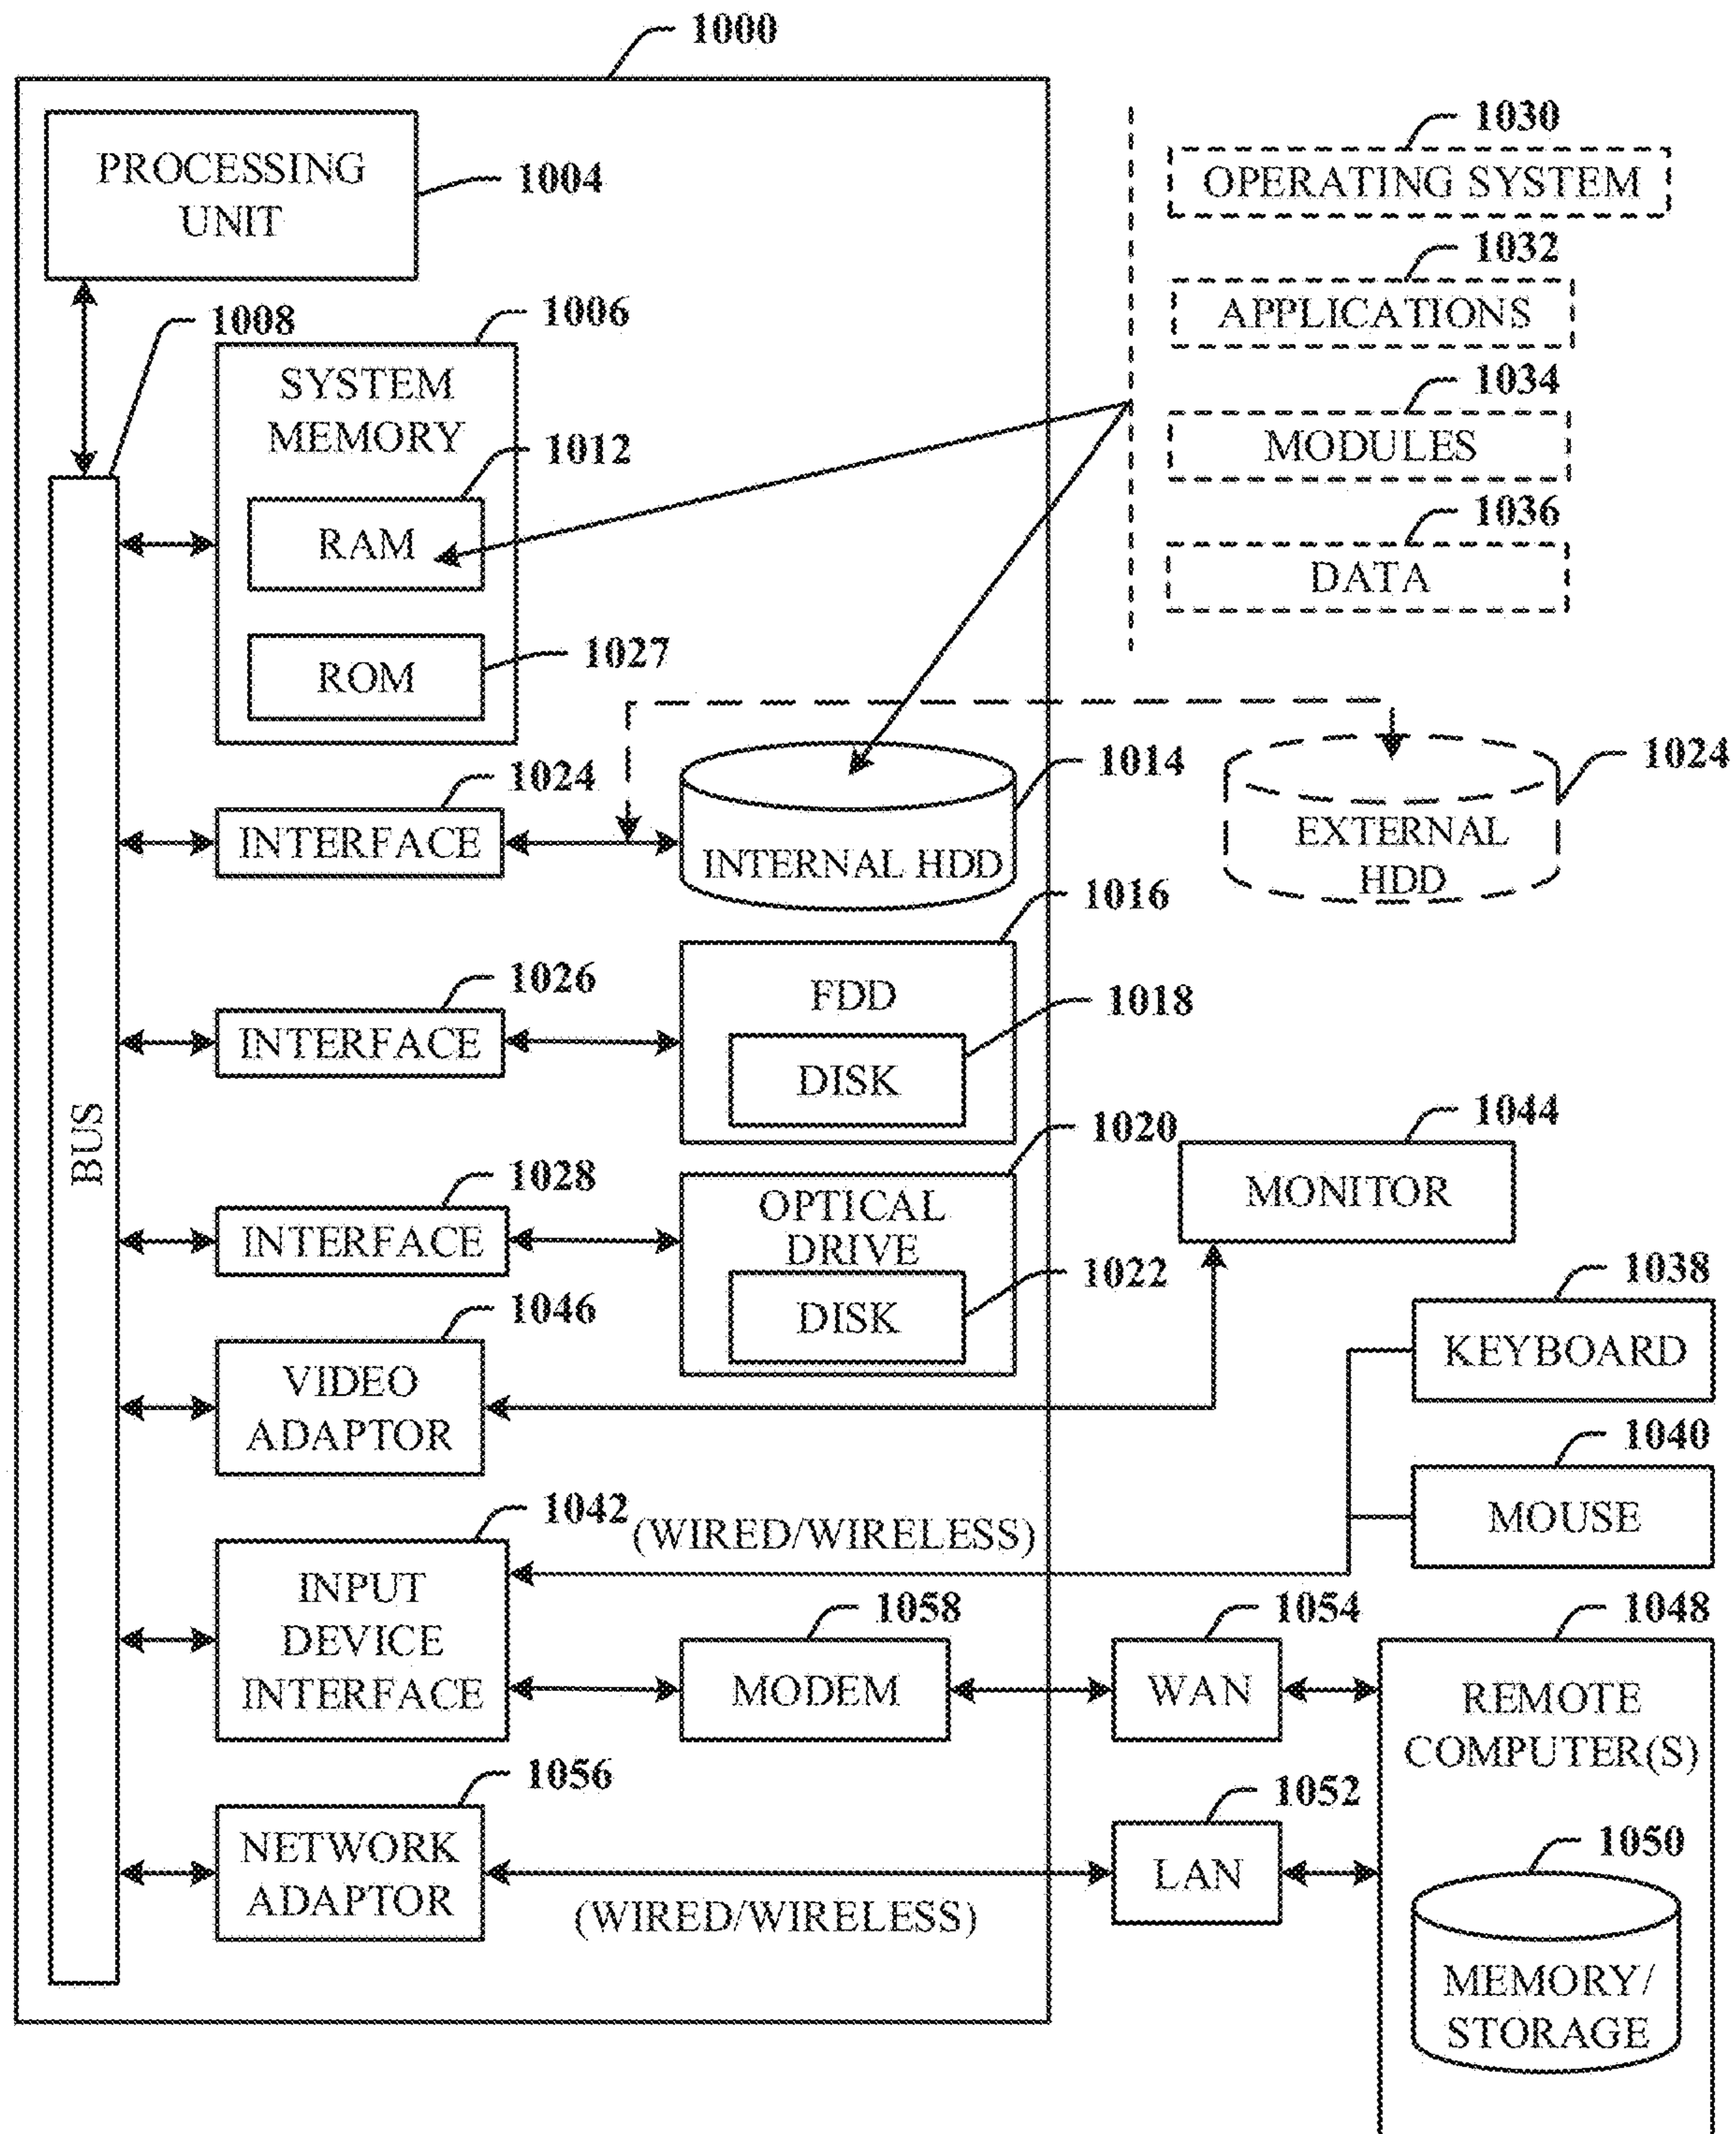 1000
PROCESSING
UNIT
1004
1030
OPERATING SYSTEM
1032
APPLICATIONS
1034
MODULES
1036
DATA
1008
1006
SYSTEM
MEMORY
1012
RAM
ROM
1027
1024
INTERFACE
1014
INTERNAL HDD
1024
EXTERNAL
HDD
1016
FDD
1018
DISK
1026
INTERFACE
BUS
1020
OPTICAL
DRIVE
1022
DISK
1028
INTERFACE
1044
MONITOR
1038
KEYBOARD
1046
VIDEO
ADAPTOR
1040
MOUSE
1042
(WIRED/WIRELESS)
INPUT
DEVICE
INTERFACE
1058
MODEM
1054
WAN
1048
REMOTE
COMPUTER(S)
1056
NETWORK
ADAPTOR
(WIRED/WIRELESS)
1052
LAN
1050
MEMORY/
STORAGE